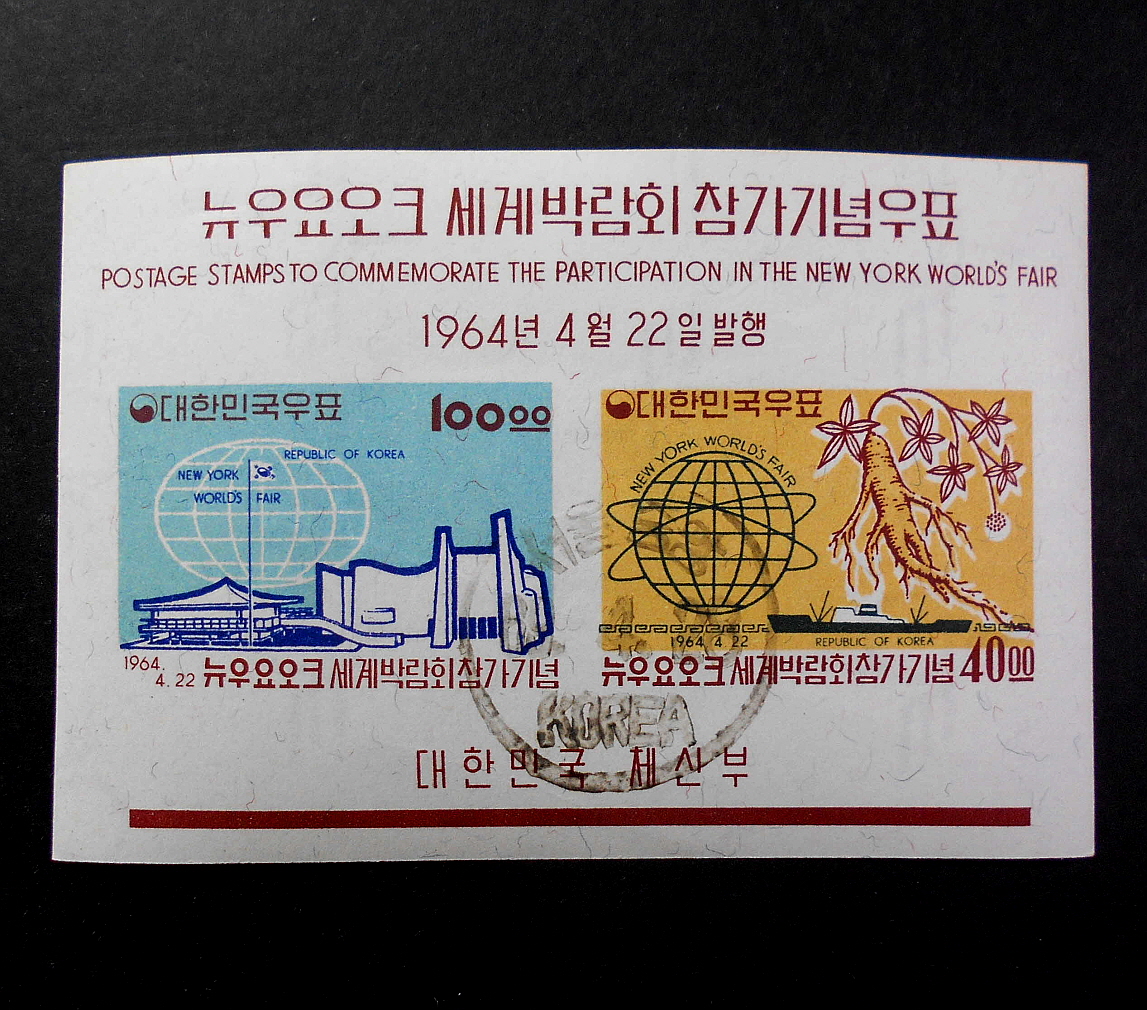 뉴우요오크 세계박람회 참가기념우표
POSTAGE STAMPS TO COMMEMORATE THE PARTICIPATION IN THE NEW YORK WORLD'S FAIR
1964년 4월 22일 발행
대한민국우표 100⁰⁰
REPUBLIC OF KOREA
NEW YORK
WORLD'S FAIR
1964.
4.22 뉴우요오크 세계박람회참가기념
대한민국우표
NEW YORK WORLD'S FAIR
1964 4 22 REPUBLIC OF KOREA
뉴우요오크 세계박람회참가기념 40⁰⁰
KOREA
대한민국 체신부